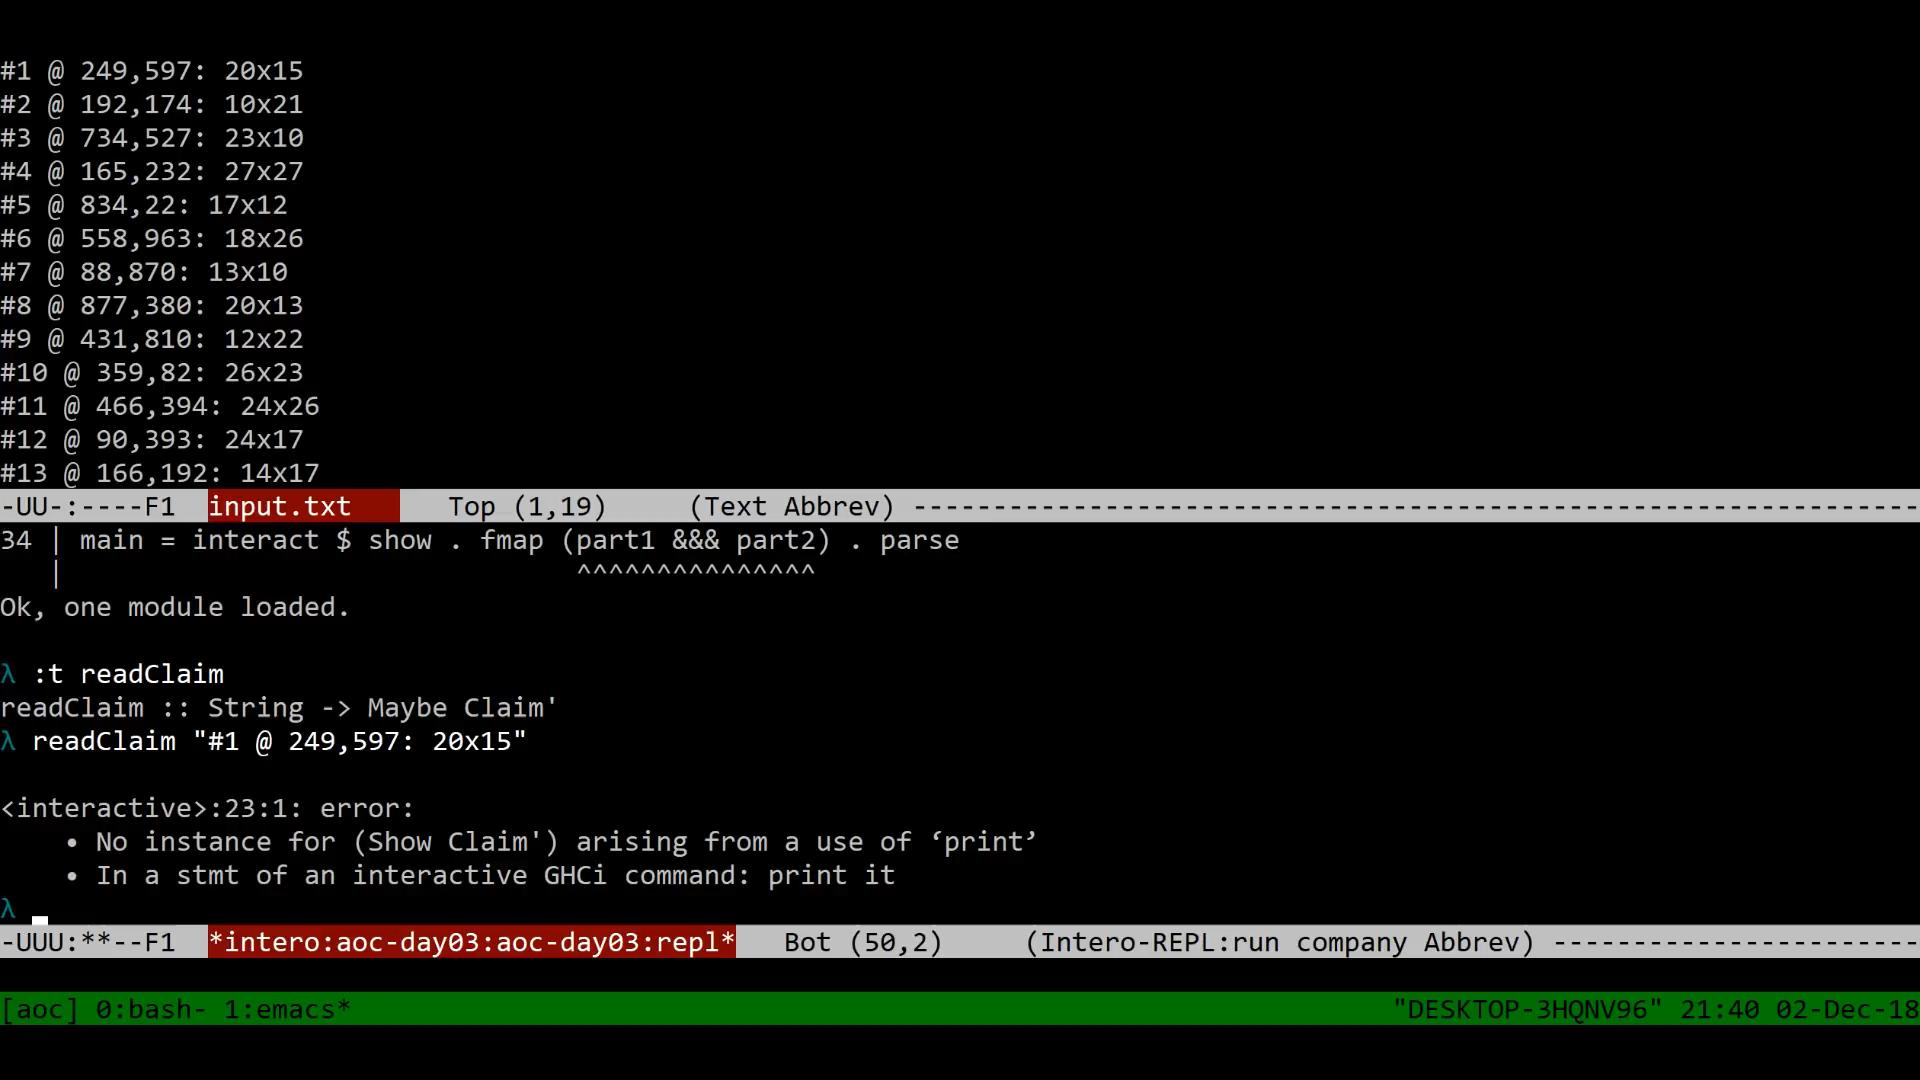 #1 @ 249,597: 20x15
#2 @ 192,174: 10x21
#3 @ 734,527: 23x10
#4 @ 165,232: 27x27
#5 @ 834,22: 17x12
#6 @ 558,963: 18x26
#7 @ 88,870: 13x10
#8 @ 877,380: 20x13
#9 @ 431,810: 12x22
#10 @ 359,82: 26x23
#11 @ 466,394: 24x26
#12 @ 90,393: 24x17
#13 @ 166,192: 14x17
-UU-:----F1  input.txt      Top (1,19)     (Text Abbrev) ---------------------------------------------------------------
34 | main = interact $ show . fmap (part1 &&& part2) . parse
   |                                ^^^^^^^^^^^^^^^
Ok, one module loaded.
λ :t readClaim
readClaim :: String -> Maybe Claim'
λ readClaim "#1 @ 249,597: 20x15"
<interactive>:23:1: error:
    • No instance for (Show Claim') arising from a use of ‘print’
    • In a stmt of an interactive GHCi command: print it
λ
-UUU:**--F1  *intero:aoc-day03:aoc-day03:repl*   Bot (50,2)     (Intero-REPL:run company Abbrev) -----------------------
[aoc] 0:bash- 1:emacs*                                                                 "DESKTOP-3HQNV96" 21:40 02-Dec-18